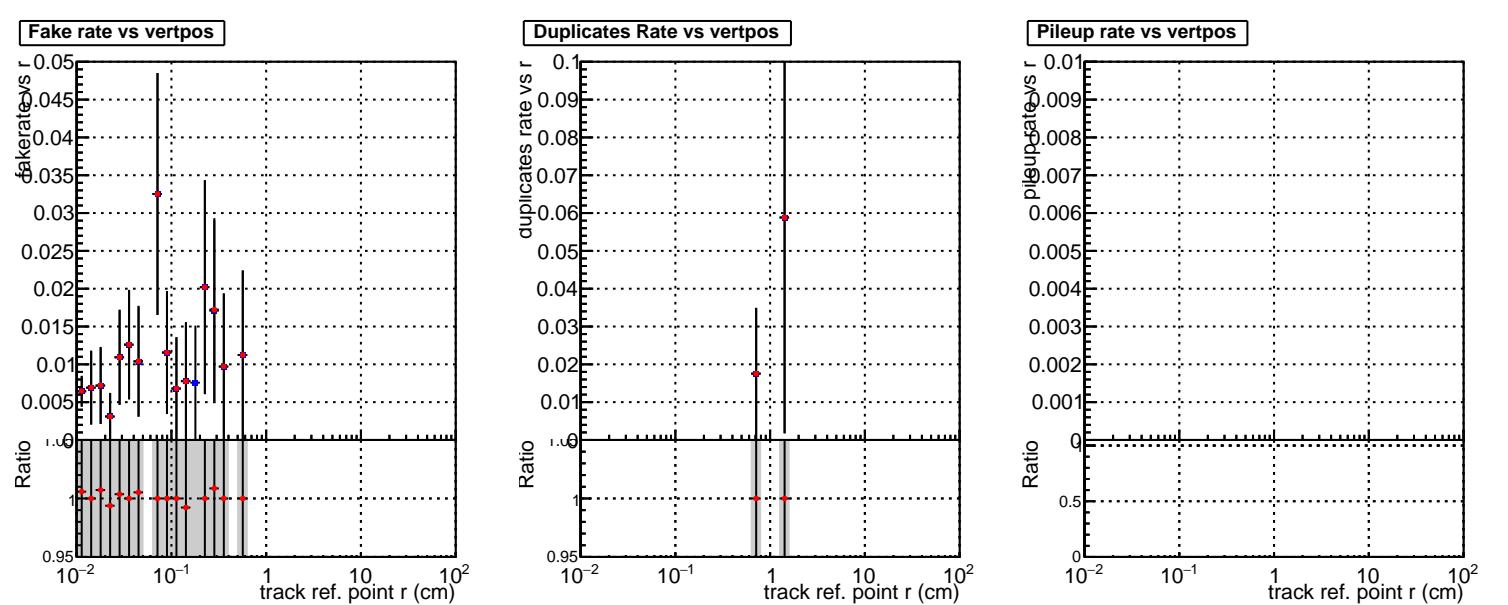 Fake rate vs vertpos
fakerate vs r
0.05
0.045
0.04
0.035
0.03
0.025
0.02
0.015
0.01
0.005
0
Ratio
1
0.95
10⁻² 10⁻¹ 1 10 10²
track ref. point r (cm)
Duplicates Rate vs vertpos
duplicates rate vs r
0.1
0.09
0.08
0.07
0.06
0.05
0.04
0.03
0.02
0.01
0
Ratio
1
0.95
10⁻² 10⁻¹ 1 10 10²
track ref. point r (cm)
Pileup rate vs vertpos
pileup rate vs r
0.01
0.009
0.008
0.007
0.006
0.005
0.004
0.003
0.002
0.001
0
Ratio
1
0.5
0
10⁻² 10⁻¹ 1 10 10²
track ref. point r (cm)